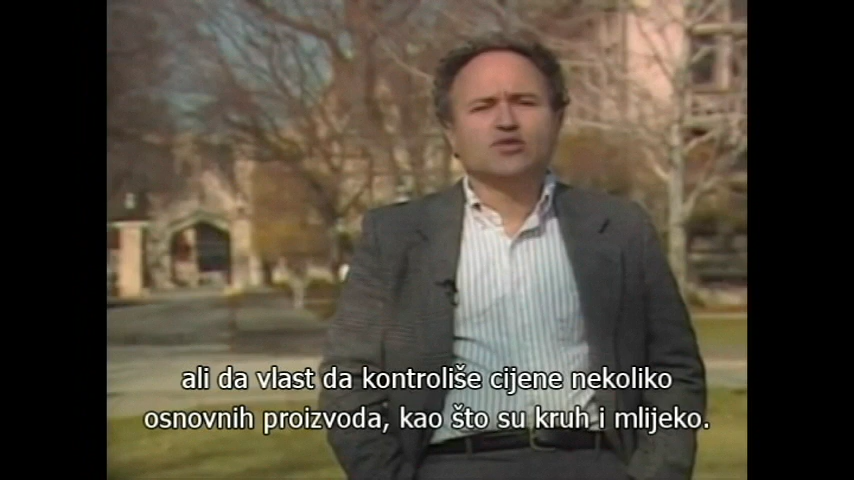 ali da vlast da kontroliše cijene nekoliko
osnovnih proizvoda, kao što su kruh i mlijeko.